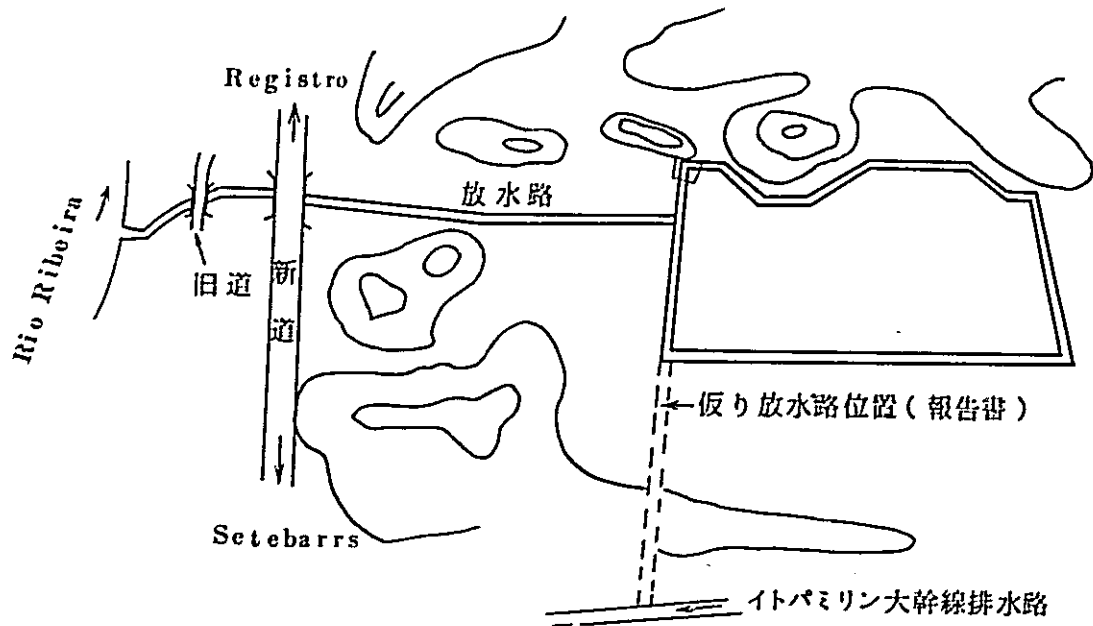 Registro
放水路
旧道
新道
Rio Ribeira
仮り放水路位置(報告書)
Setebarrs
イトパミリン大幹線排水路